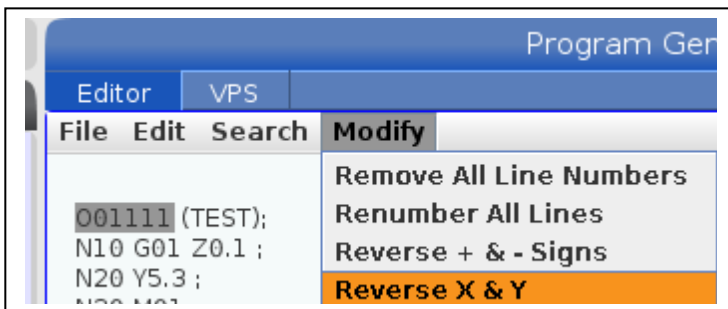 Program Ger
Editor VPS
File Edit Search Modify
Remove All Line Numbers
O01111 (TEST); Renumber All Lines
N10 G01 Z0.1 ; Reverse + & - Signs
N20 Y5.3 ; Reverse X & Y